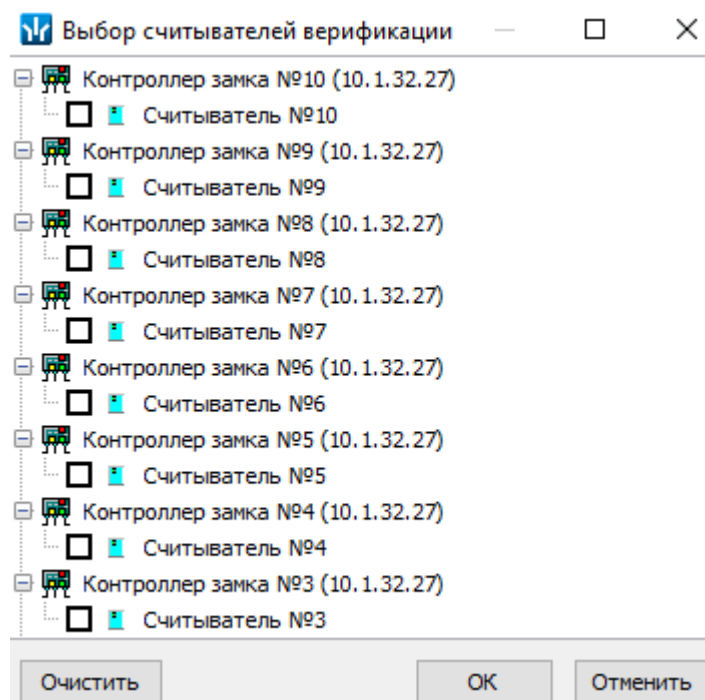 Выбор считывателей верификации
Контроллер замка №10 (10.1.32.27)
Считыватель №10
Контроллер замка №9 (10.1.32.27)
Считыватель №9
Контроллер замка №8 (10.1.32.27)
Считыватель №8
Контроллер замка №7 (10.1.32.27)
Считыватель №7
Контроллер замка №6 (10.1.32.27)
Считыватель №6
Контроллер замка №5 (10.1.32.27)
Считыватель №5
Контроллер замка №4 (10.1.32.27)
Считыватель №4
Контроллер замка №3 (10.1.32.27)
Считыватель №3
Очистить ОК Отменить